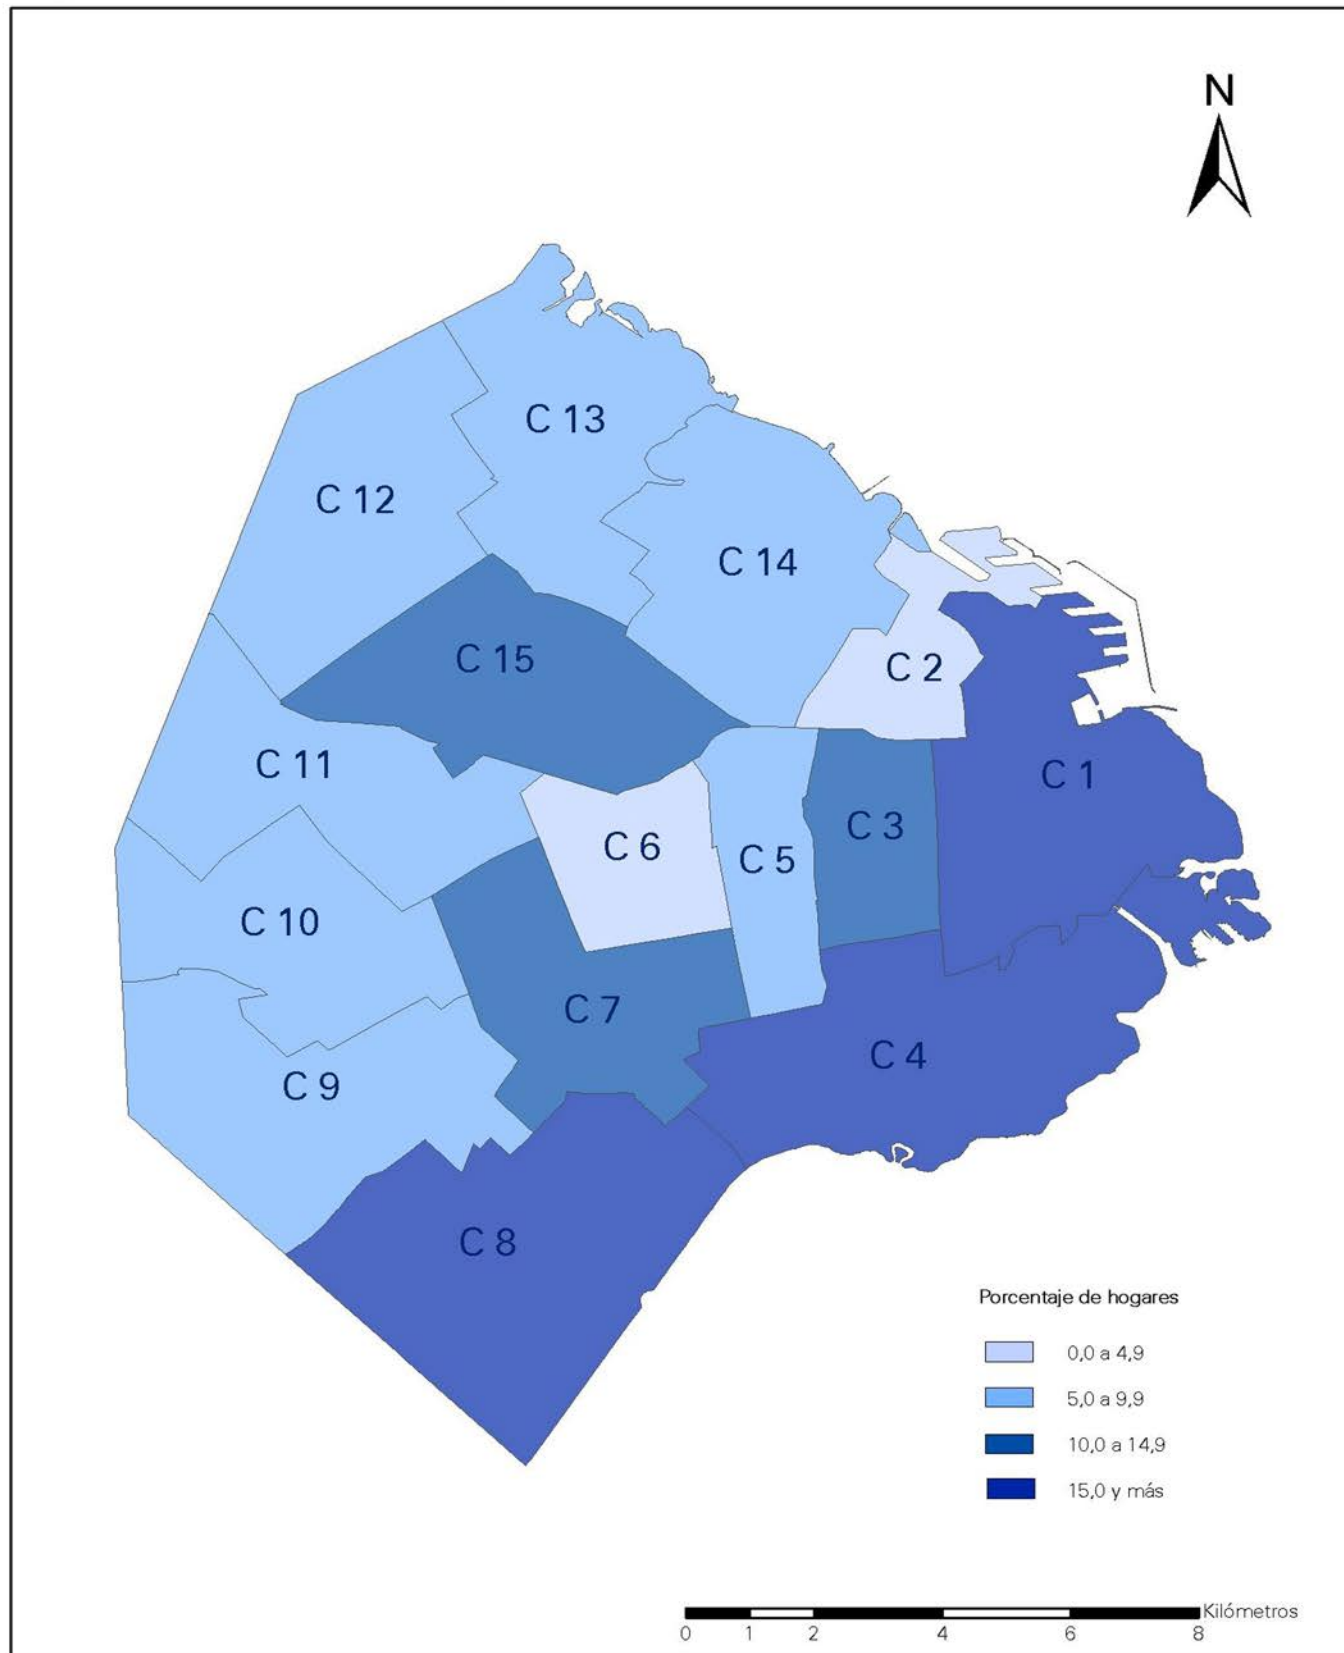 N
C 13
C 12
C 14
C 15
C 2
C 11
C 1
C 3
C 6
C 5
C 10
C 7
C 4
C 9
C 8
Porcentaje de hogares
0,0 a 4,9
5,0 a 9,9
10,0 a 14,9
15,0 y más
Kilómetros
0 1 2 4 6 8